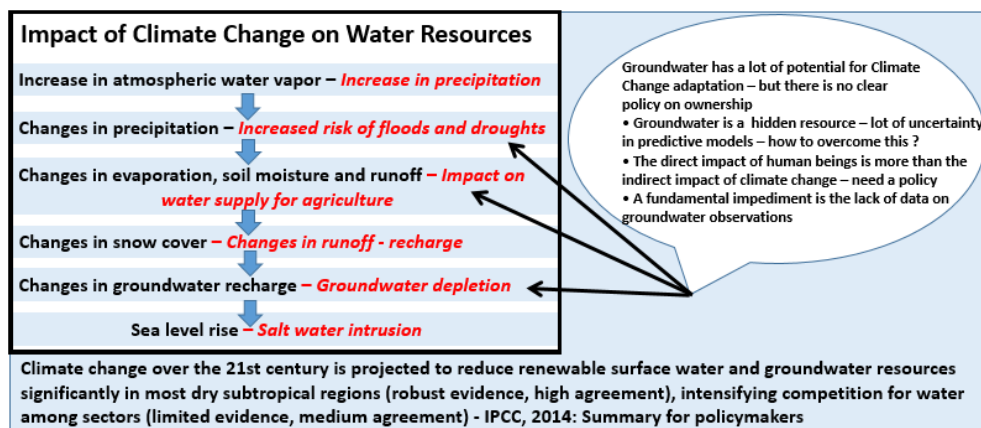 Impact of Climate Change on Water Resources
Increase in atmospheric water vapor – Increase in precipitation
Changes in precipitation – Increased risk of floods and droughts
Changes in evaporation, soil moisture and runoff – Impact on
water supply for agriculture
Changes in snow cover – Changes in runoff - recharge
Changes in groundwater recharge – Groundwater depletion
Sea level rise – Salt water intrusion
Groundwater has a lot of potential for Climate
Change adaptation – but there is no clear
policy on ownership
• Groundwater is a hidden resource – lot of uncertainty
in predictive models – how to overcome this ?
• The direct impact of human beings is more than the
indirect impact of climate change – need a policy
• A fundamental impediment is the lack of data on
groundwater observations
Climate change over the 21st century is projected to reduce renewable surface water and groundwater resources
significantly in most dry subtropical regions (robust evidence, high agreement), intensifying competition for water
among sectors (limited evidence, medium agreement) - IPCC, 2014: Summary for policymakers